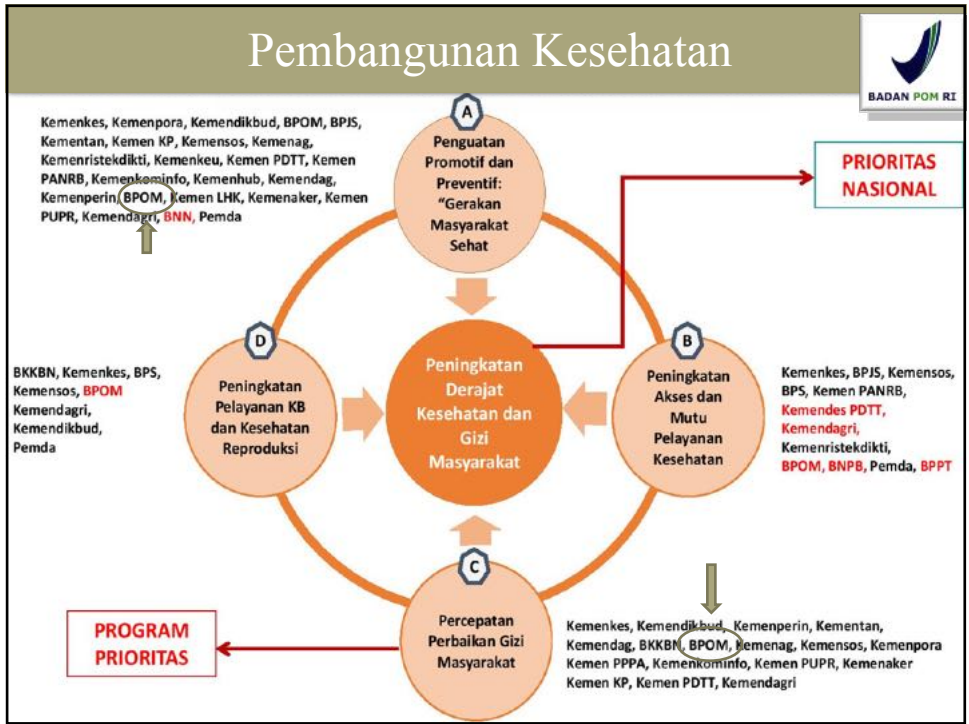 Pembangunan Kesehatan
BADAN POM RI
Kemenkes, Kemenpora, Kemendikbud, BPOM, BPJS,
Kementan, Kemen KP, Kemensos, Kemenag,
Kemenristekdikti, Kemenkeu, Kemen PDTT, Kemen
PANRB, Kemenkominfo, Kemenhub, Kemendag,
Kemenperin, BPOM, Kemen LHK, Kemenaker, Kemen
PUPR, Kemendagri, BNN, Pemda
A
Penguatan
Promotif dan
Preventif:
"Gerakan
Masyarakat
Sehat
PRIORITAS
NASIONAL
D
Peningkatan
Pelayanan KB
dan Kesehatan
Reproduksi
BKKBN, Kemenkes, BPS,
Kemensos, BPOM
Kemendagri,
Kemendikbud,
Pemda
Peningkatan
Derajat
Kesehatan dan
Gizi
Masyarakat
B
Peningkatan
Akses dan
Mutu
Pelayanan
Kesehatan
Kemenkes, BPJS, Kemensos,
BPS, Kemen PANRB,
Kemendes PDTT,
Kemendagri,
Kemenristekdikti,
BPOM, BNPB, Pemda, BPPT
C
Percepatan
Perbaikan Gizi
Masyarakat
PROGRAM
PRIORITAS
Kemenkes, Kemendikbud, Kemenperin, Kementan,
Kemendag, BKKBN, BPOM, Kemenag, Kemensos, Kemenpora
Kemen PPPA, Kemenkominfo, Kemen PUPR, Kemenaker
Kemen KP, Kemen PDTT, Kemendagri